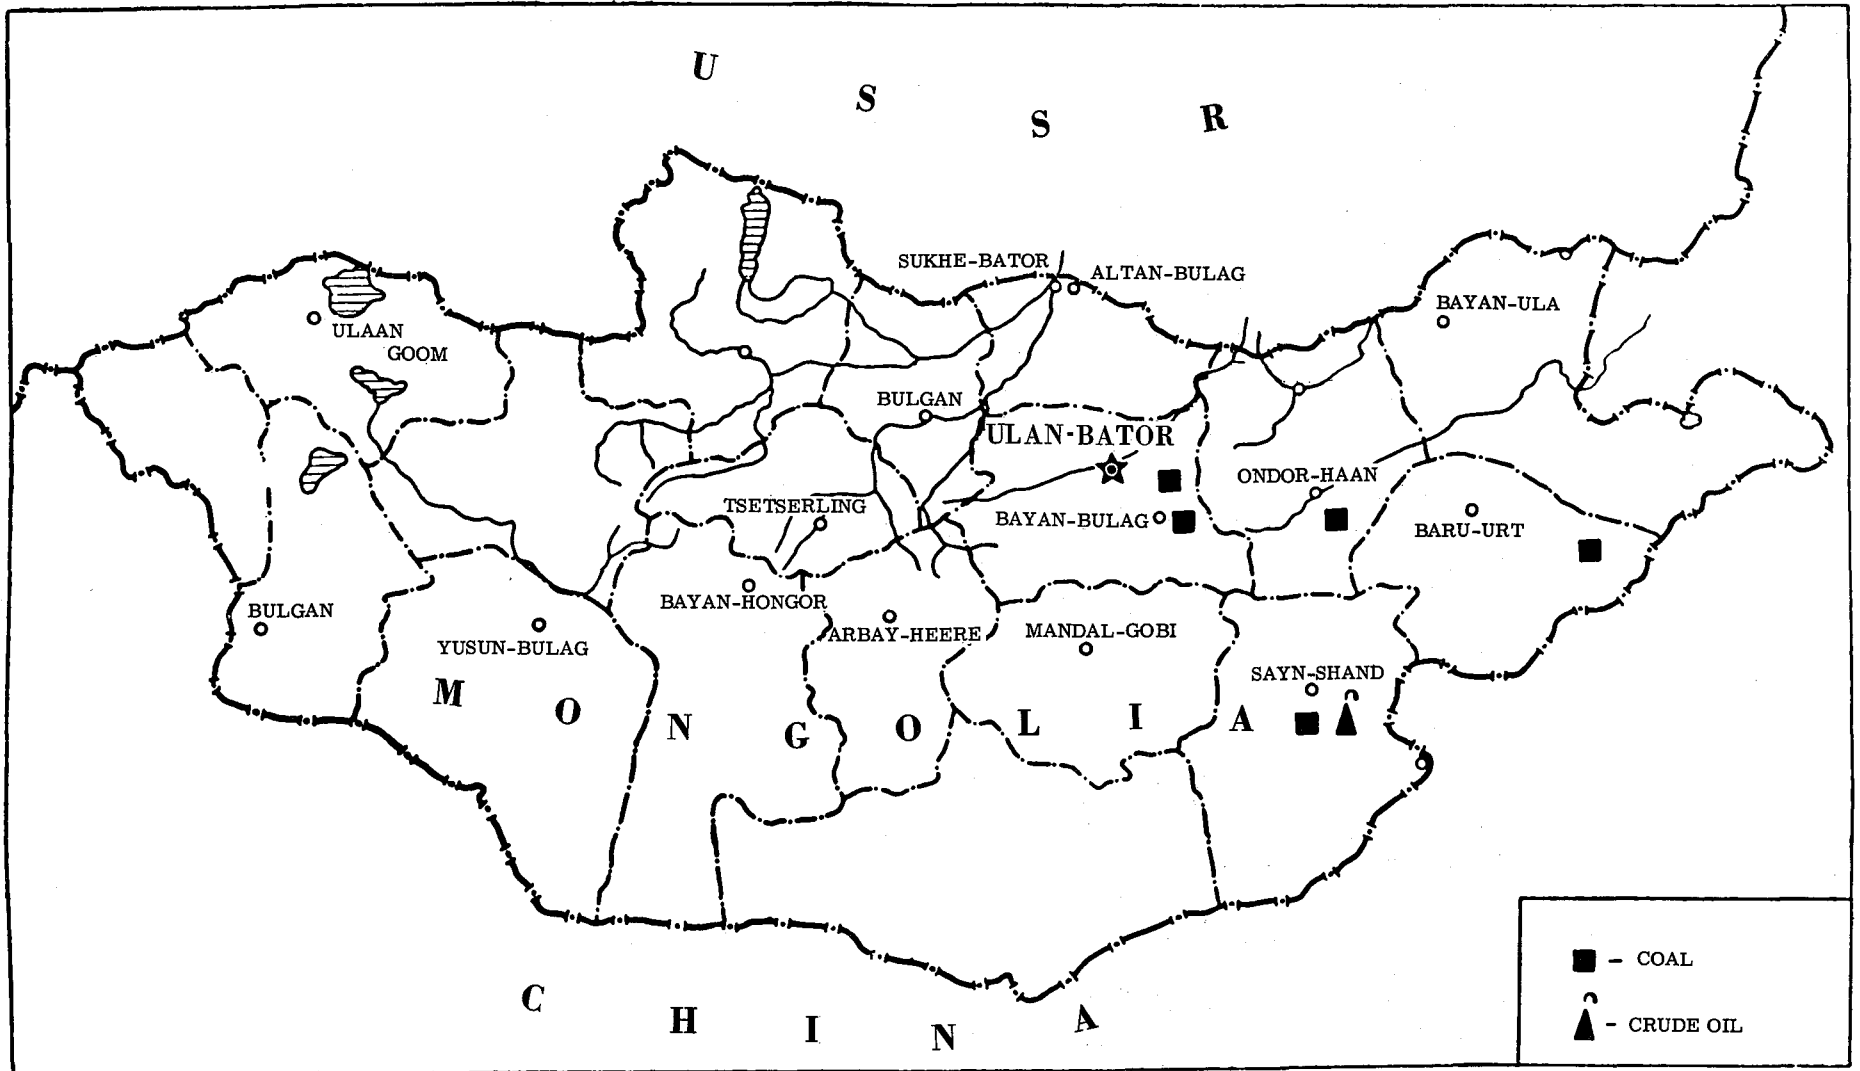 U S S R
SUKHE-BATOR
ALTAN-BULAG
BAYAN-ULA
ULAAN
GOOM
BULGAN
ULAN-BATOR
ONDOR-HAAN
TSETSERLING
BAYAN-BULAG
BARU-URT
BULGAN
BAYAN-HONGOR
ARBAY-HEERE
MANDAL-GOBI
YUSUN-BULAG
SAYN-SHAND
M O N G O L I A
C H I N A
■ - COAL
- CRUDE OIL